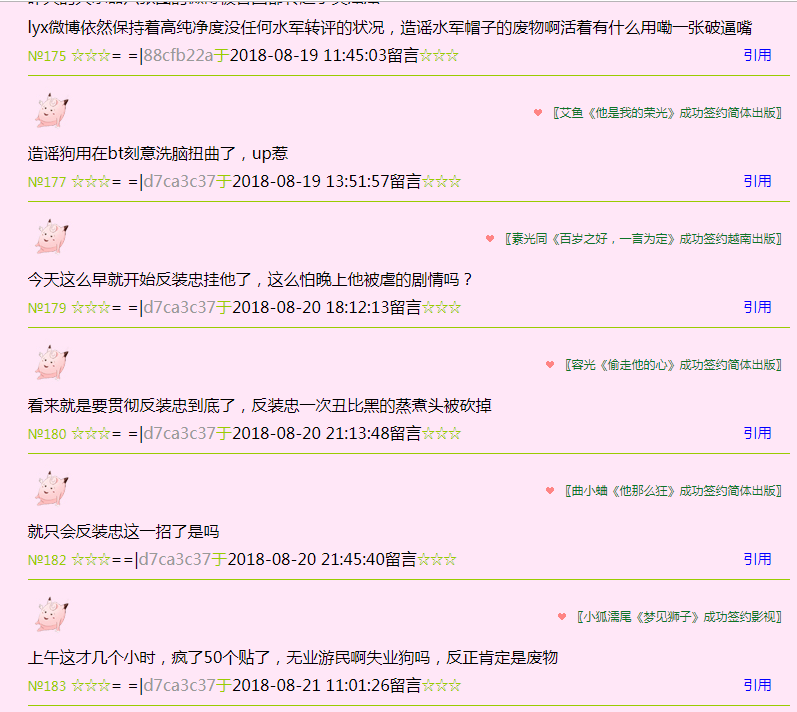 lyx微博依然保持着高纯净度没任何水军转评的状况，造谣水军帽子的废物啊活着有什么用嘞一张破逼嘴
№175 ☆☆☆= =|88cfb22a于2018-08-19 11:45:03留言☆☆☆ 引用
♥ 〖艾鱼《他是我的荣光》成功签约简体出版〗
造谣狗用在bt刻意洗脑扭曲了，up惹
№177 ☆☆☆= =|d7ca3c37于2018-08-19 13:51:57留言☆☆☆ 引用
♥ 〖素光同《百岁之好，一言为定》成功签约越南出版〗
今天这么早就开始反装忠挂他了，这么怕晚上他被虐的剧情吗？
№179 ☆☆☆= =|d7ca3c37于2018-08-20 18:12:13留言☆☆☆ 引用
♥ 〖容光《偷走他的心》成功签约简体出版〗
看来就是要贯彻反装忠到底了，反装忠一次丑比黑的蒸煮头被砍掉
№180 ☆☆☆= =|d7ca3c37于2018-08-20 21:13:48留言☆☆☆ 引用
♥ 〖曲小蛐《他那么狂》成功签约简体出版〗
就只会反装忠这一招了是吗
№182 ☆☆☆==|d7ca3c37于2018-08-20 21:45:40留言☆☆☆ 引用
♥ 〖小狐濡尾《梦见狮子》成功签约影视〗
上午这才几个小时，疯了50个贴了，无业游民啊失业狗吗，反正肯定是废物
№183 ☆☆☆= =|d7ca3c37于2018-08-21 11:01:26留言☆☆☆ 引用